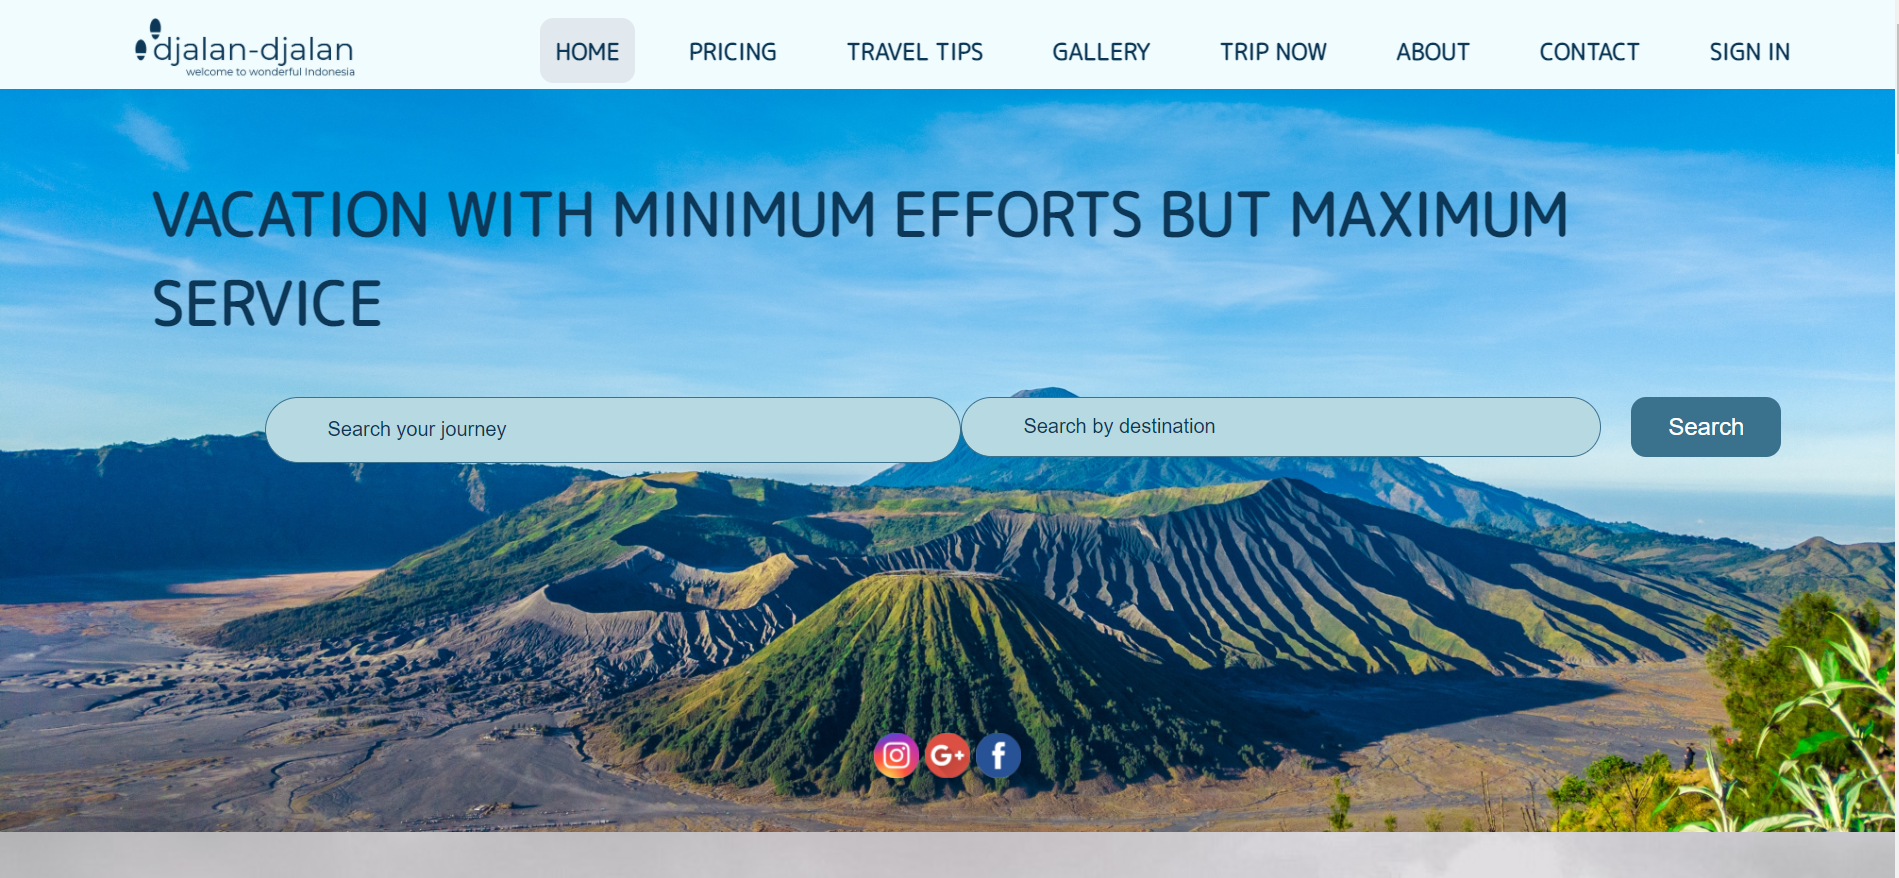 djalan-djalan
welcome to wonderful Indonesia
HOME PRICING TRAVEL TIPS GALLERY TRIP NOW ABOUT CONTACT SIGN IN
VACATION WITH MINIMUM EFFORTS BUT MAXIMUM
SERVICE
Search your journey Search by destination Search
G+ f